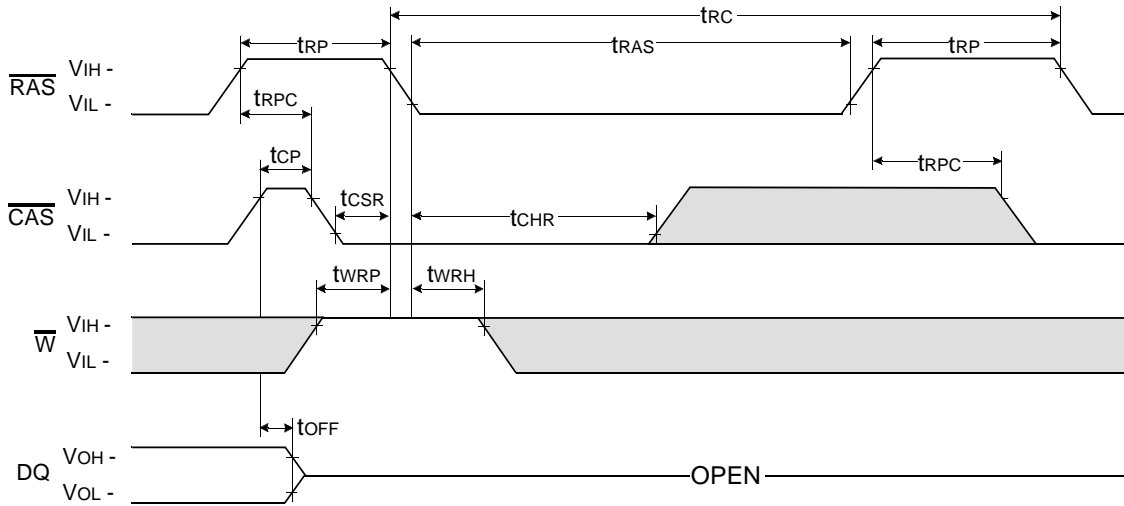 tRC
tRP
tRAS
tRP
RAS
VIH -
VIL -
tRPC
tCP
tRPC
CAS
VIH -
VIL -
tCSR
tCHR
tWRP
tWRH
W
VIH -
VIL -
tOFF
DQ
VOH -
VOL -
OPEN